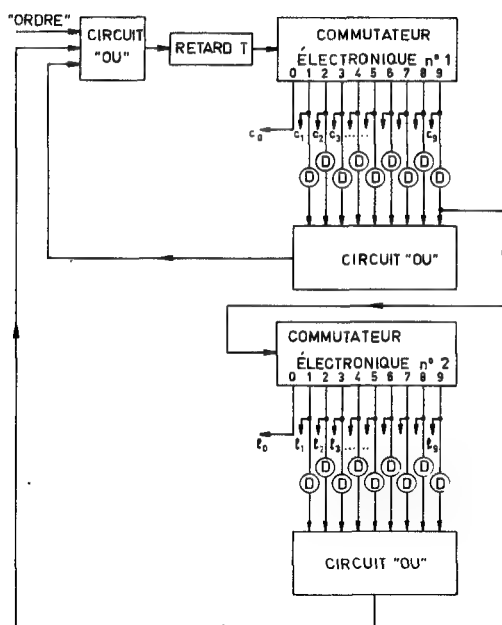 "ORDRE"
CIRCUIT
"OU"
RETARD T
COMMUTATEUR
ÉLECTRONIQUE n° 1
0 1 2 3 4 5 6 7 8 9
c0 c1 c2 c3 ..... c9
D D D D D D D D D
CIRCUIT "OU"
COMMUTATEUR
ÉLECTRONIQUE n° 2
0 1 2 3 4 5 6 7 8 9
ℓ0 ℓ1 ℓ2 ℓ3 ..... ℓ9
D D D D D D D D D
CIRCUIT "OU"